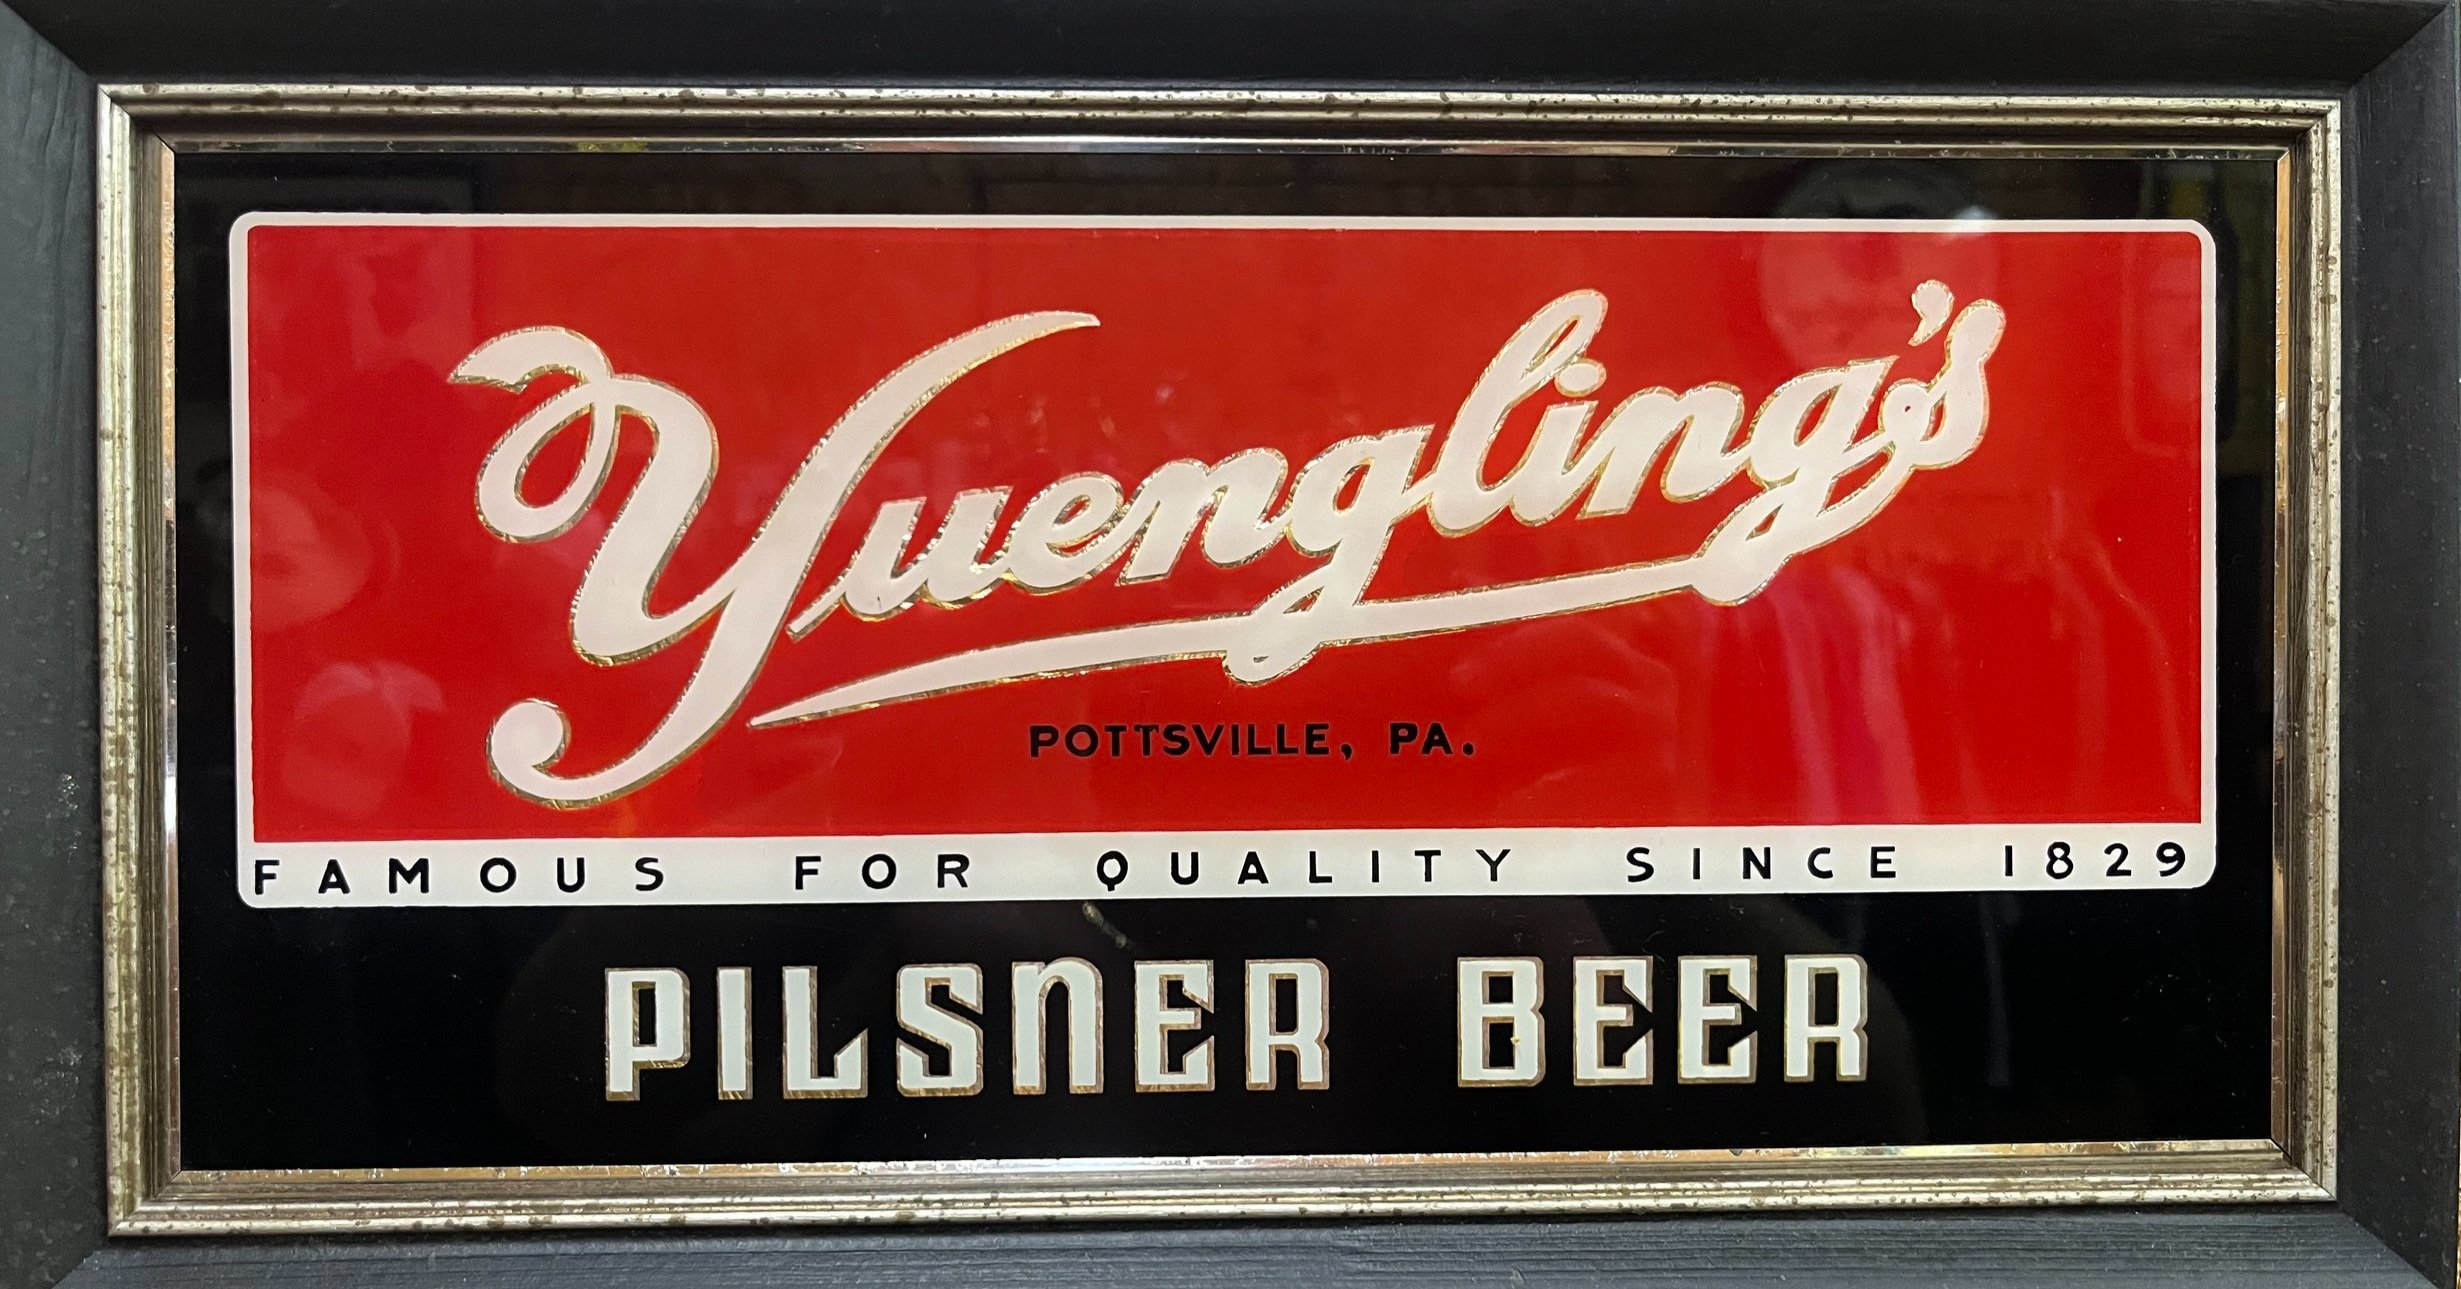 Yuengling's
POTTSVILLE, PA.
FAMOUS FOR QUALITY SINCE 1829
PILSNER BEER